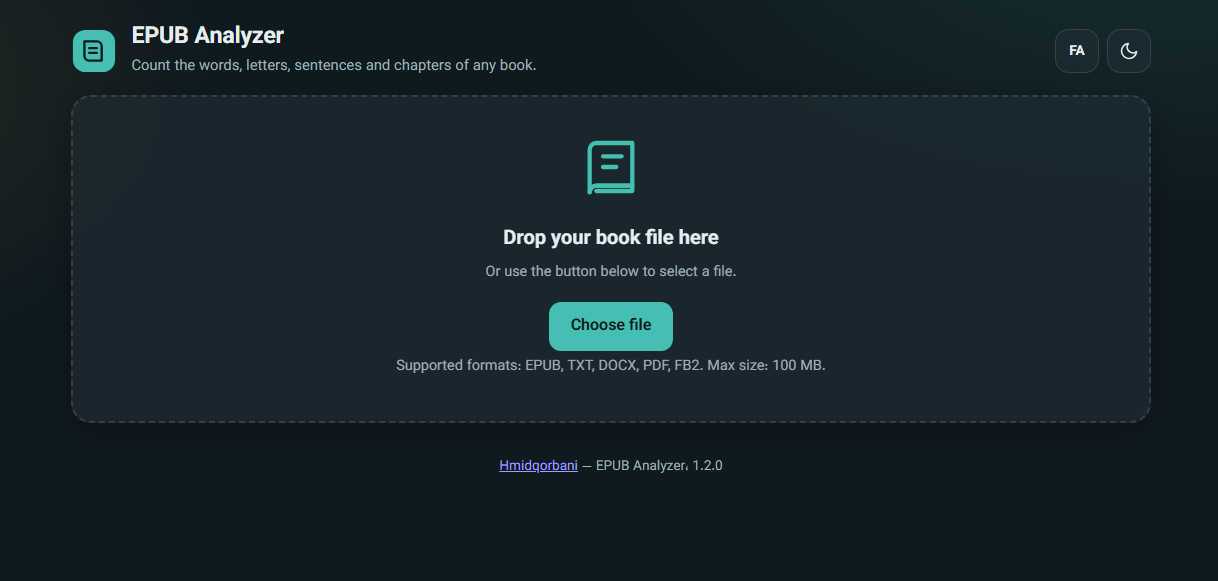 EPUB Analyzer
Count the words, letters, sentences and chapters of any book.
FA
Drop your book file here
Or use the button below to select a file.
Choose file
Supported formats: EPUB, TXT, DOCX, PDF, FB2. Max size: 100 MB.
Hmidqorbani — EPUB Analyzer، 1.2.0